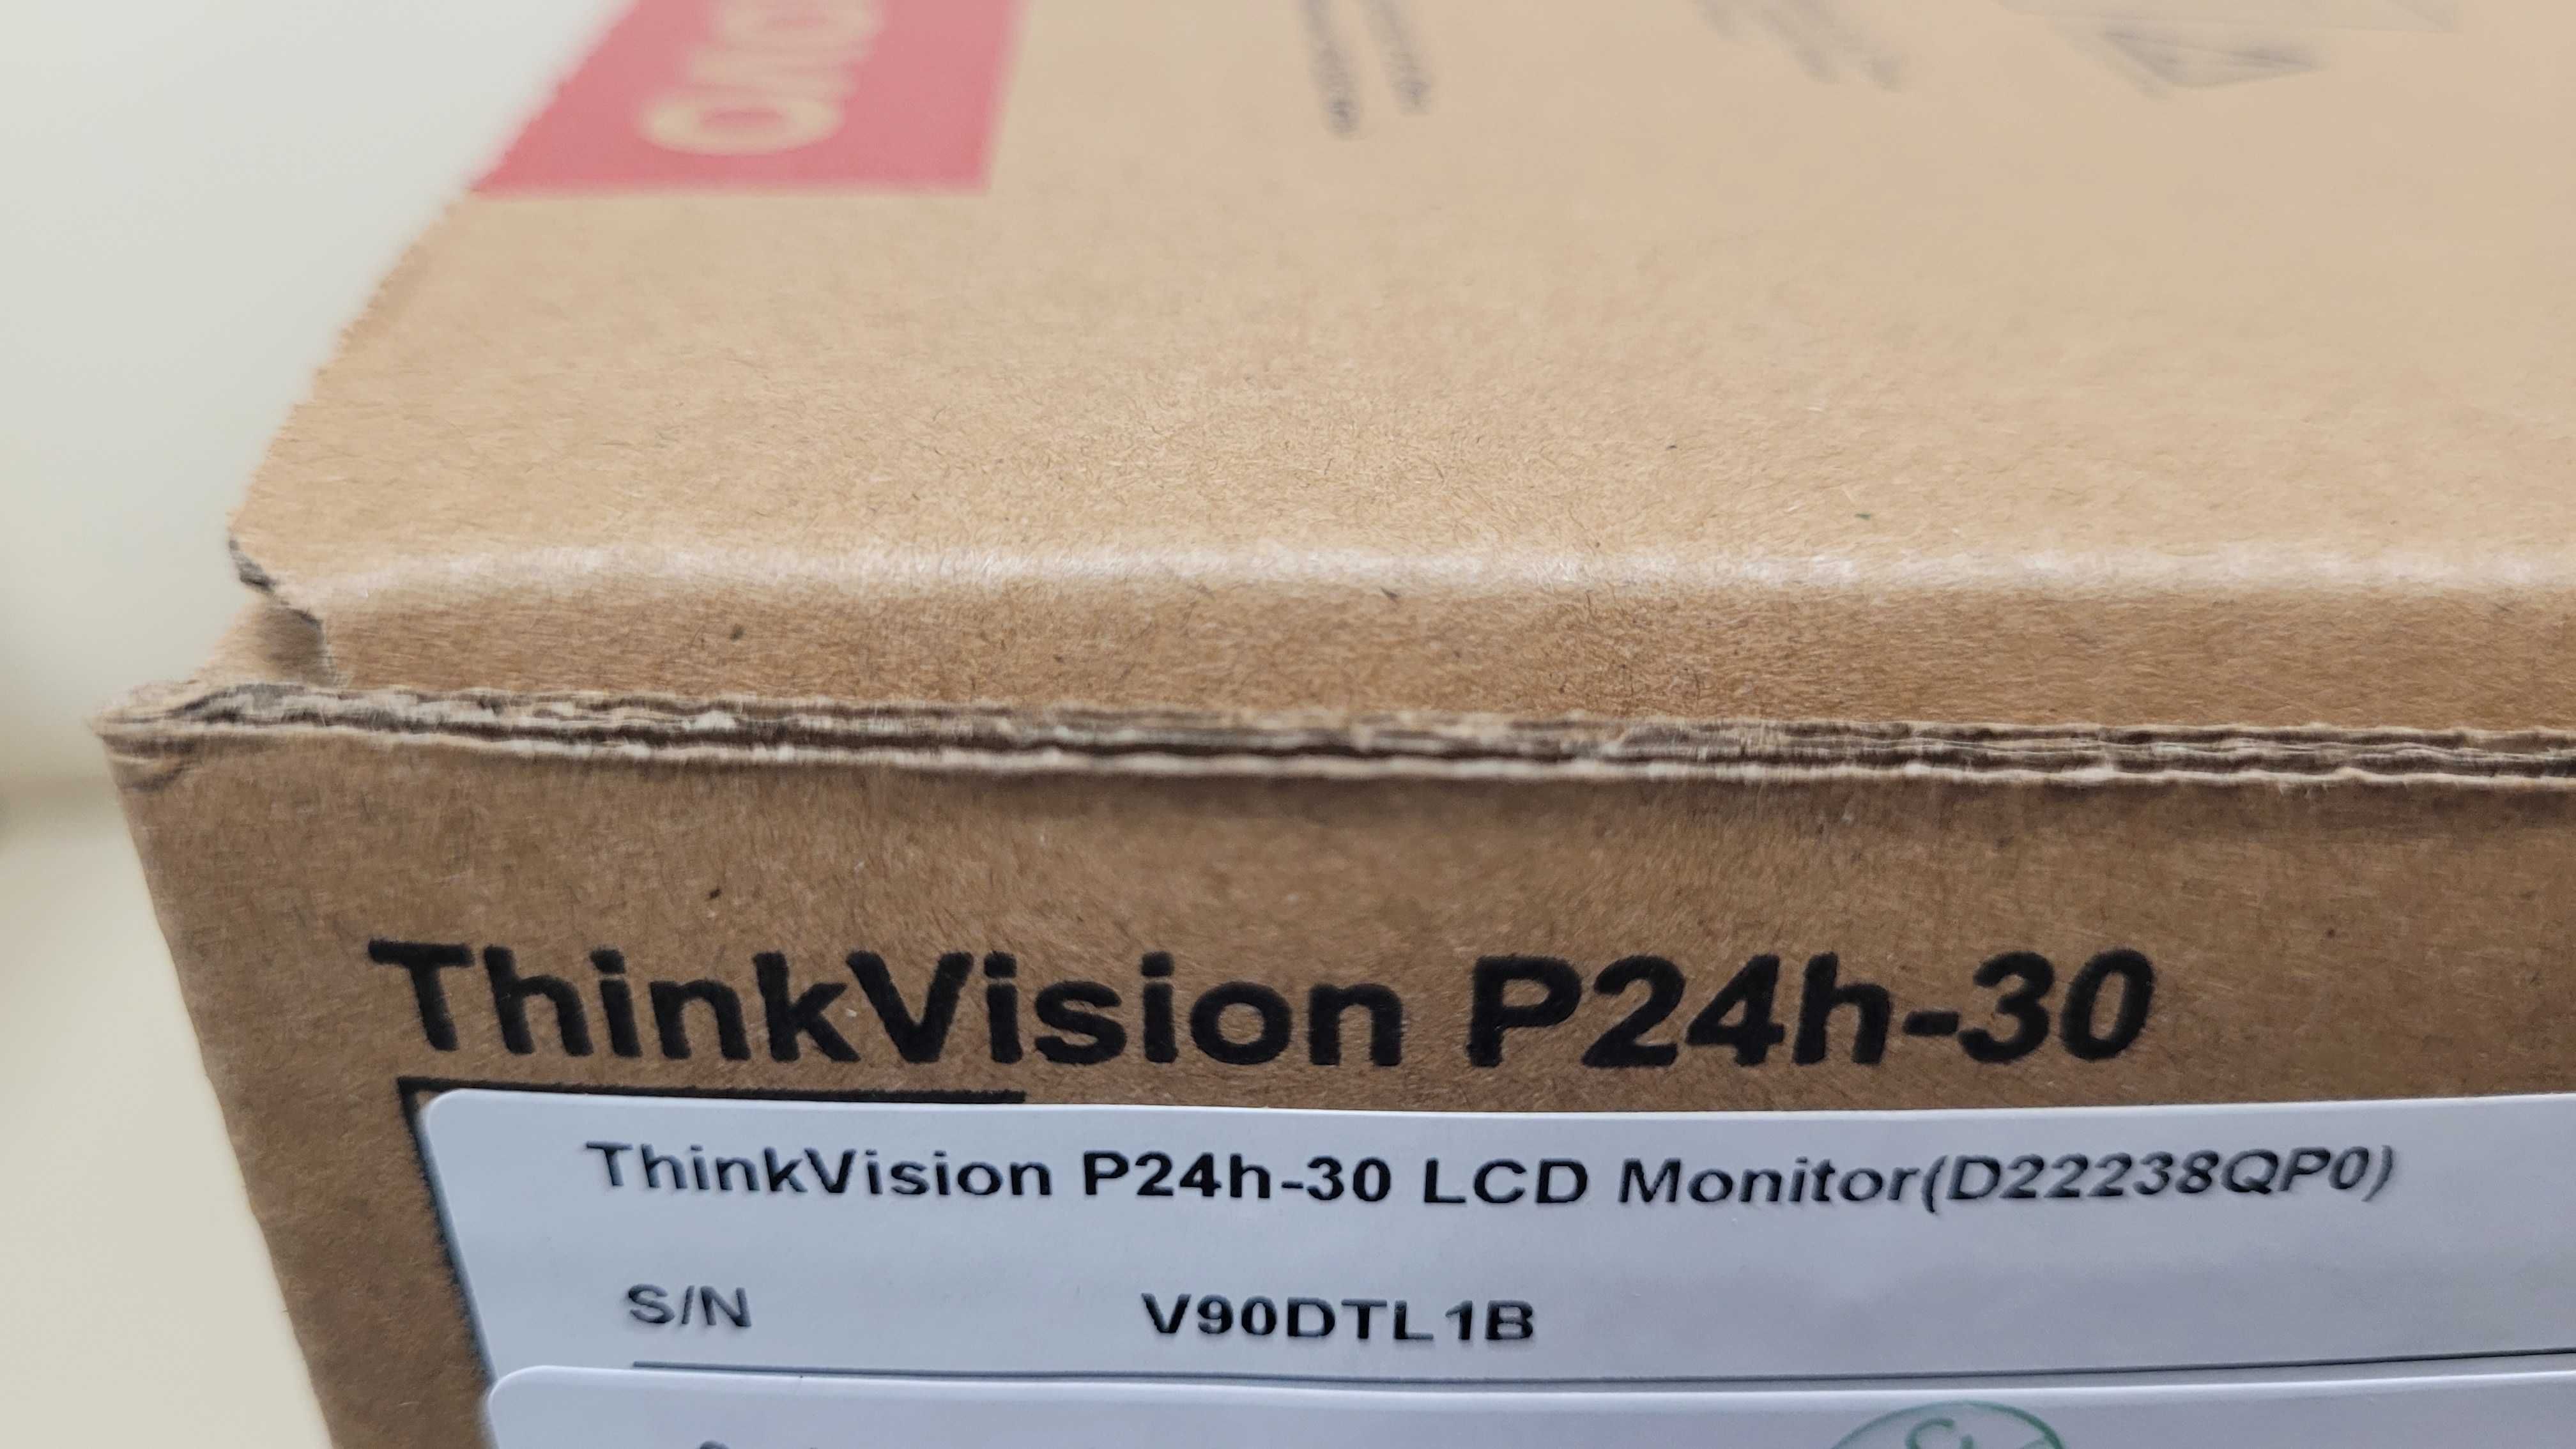 ThinkVision P24h-30
ThinkVision P24h-30 LCD Monitor(D22238QP0)
S/N V90DTL1B